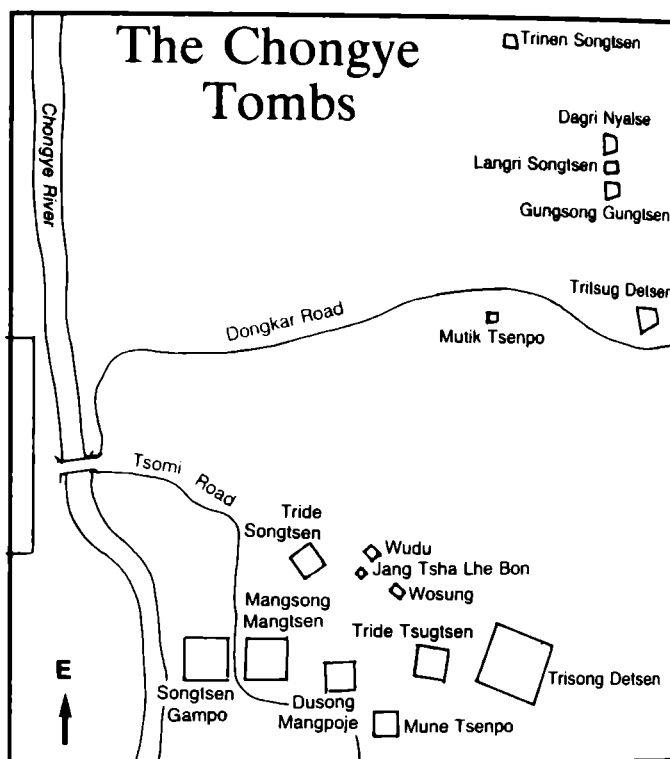 The Chongye
Tombs
Trinen Songtsen
Dagri Nyalse
Langri Songtsen
Gungsong Gungtsen
Chongye River
Tritsug Detsen
Dongkar Road
Mutik Tsenpo
Tsomi Road
Tride
Songtsen
Wudu
Jang Tsha Lhe Bon
Wosung
Mangsong
Mangtsen
Tride Tsugtsen
Trisong Detsen
E
Songtsen
Gampo
Dusong
Mangpoje
Mune Tsenpo